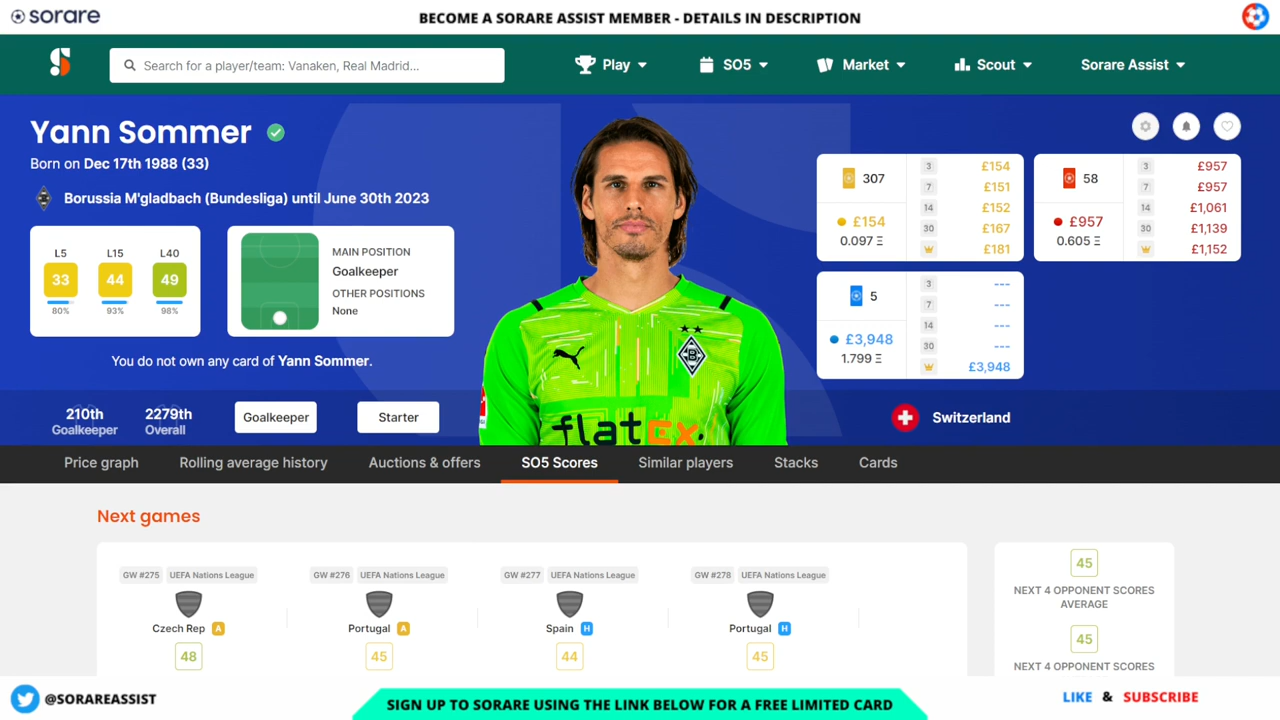 sorare
BECOME A SORARE ASSIST MEMBER - DETAILS IN DESCRIPTION
Search for a player/team: Vanaken, Real Madrid...
Play
SO5
Market
Scout
Sorare Assist
Yann Sommer
Born on Dec 17th 1988 (33)
Borussia M'gladbach (Bundesliga) until June 30th 2023
L5 L15 L40
33 44 49
80% 93% 98%
MAIN POSITION
Goalkeeper
OTHER POSITIONS
None
You do not own any card of Yann Sommer.
210th
Goalkeeper
2279th
Overall
Goalkeeper
Starter
flatEX
307
£154
0.097 Ξ
3 £154
7 £151
14 £152
30 £167
£181
58
£957
0.605 Ξ
3 £957
7 £957
14 £1,061
30 £1,139
£1,152
5
£3,948
1.799 Ξ
3 ---
7 ---
14 ---
30 ---
£3,948
Switzerland
Price graph
Rolling average history
Auctions & offers
SO5 Scores
Similar players
Stacks
Cards
Next games
GW #275 UEFA Nations League
Czech Rep A
48
GW #276 UEFA Nations League
Portugal A
45
GW #277 UEFA Nations League
Spain H
44
GW #278 UEFA Nations League
Portugal H
45
45
NEXT 4 OPPONENT SCORES
AVERAGE
45
NEXT 4 OPPONENT SCORES
@SORAREASSIST
SIGN UP TO SORARE USING THE LINK BELOW FOR A FREE LIMITED CARD
LIKE & SUBSCRIBE